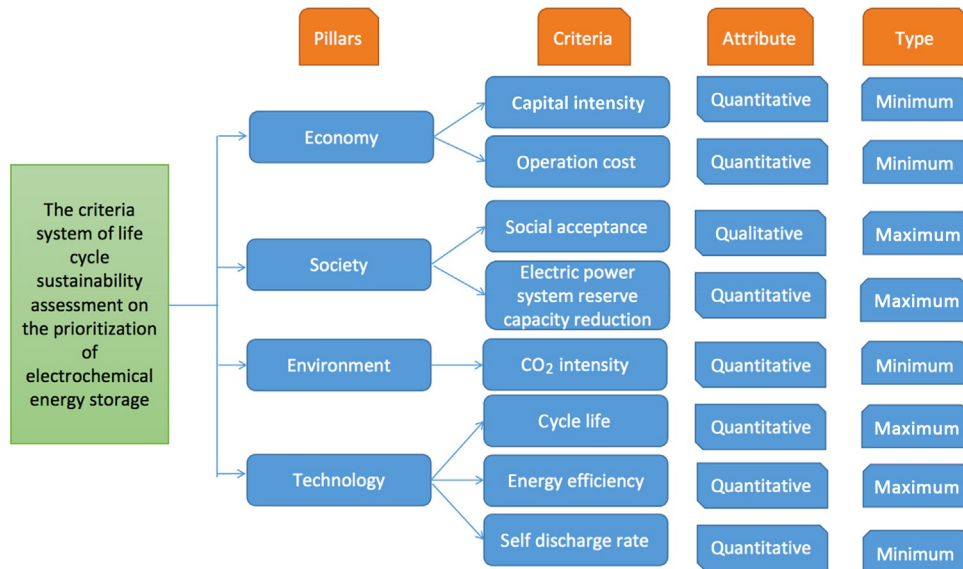 Pillars
Criteria
Attribute
Type
The criteria
system of life
cycle
sustainability
assessment on
the prioritization
of
electrochemical
energy storage
Economy
Capital intensity
Quantitative
Minimum
Operation cost
Quantitative
Minimum
Society
Social acceptance
Qualitative
Maximum
Electric power
system reserve
capacity reduction
Quantitative
Maximum
Environment
CO₂ intensity
Quantitative
Minimum
Technology
Cycle life
Quantitative
Maximum
Energy efficiency
Quantitative
Maximum
Self discharge rate
Quantitative
Minimum